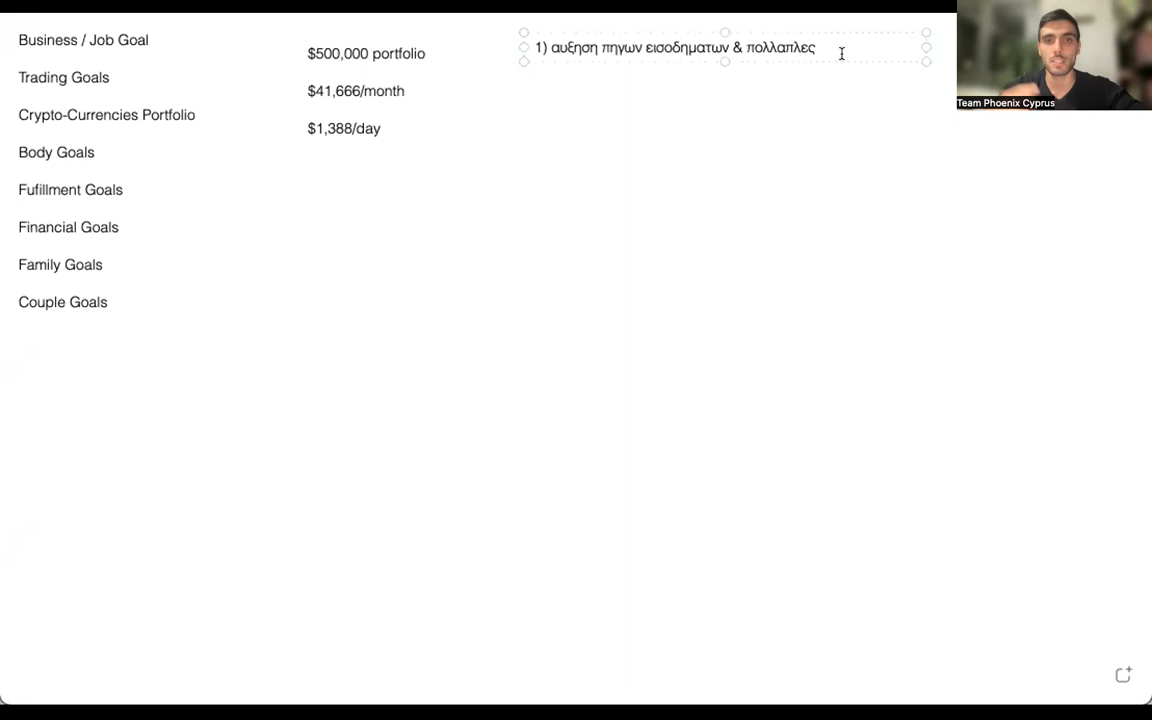 Business / Job Goal
Trading Goals
Crypto-Currencies Portfolio
Body Goals
Fufillment Goals
Financial Goals
Family Goals
Couple Goals
$500,000 portfolio
$41,666/month
$1,388/day
1) αυξηση πηγων εισοδηματων & πολλαπλες
Team Phoenix Cyprus